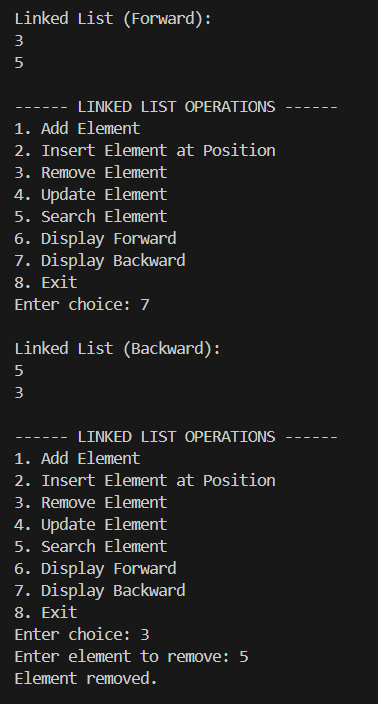 Linked List (Forward):
3
5
------ LINKED LIST OPERATIONS ------
1. Add Element
2. Insert Element at Position
3. Remove Element
4. Update Element
5. Search Element
6. Display Forward
7. Display Backward
8. Exit
Enter choice: 7
Linked List (Backward):
5
3
------ LINKED LIST OPERATIONS ------
1. Add Element
2. Insert Element at Position
3. Remove Element
4. Update Element
5. Search Element
6. Display Forward
7. Display Backward
8. Exit
Enter choice: 3
Enter element to remove: 5
Element removed.